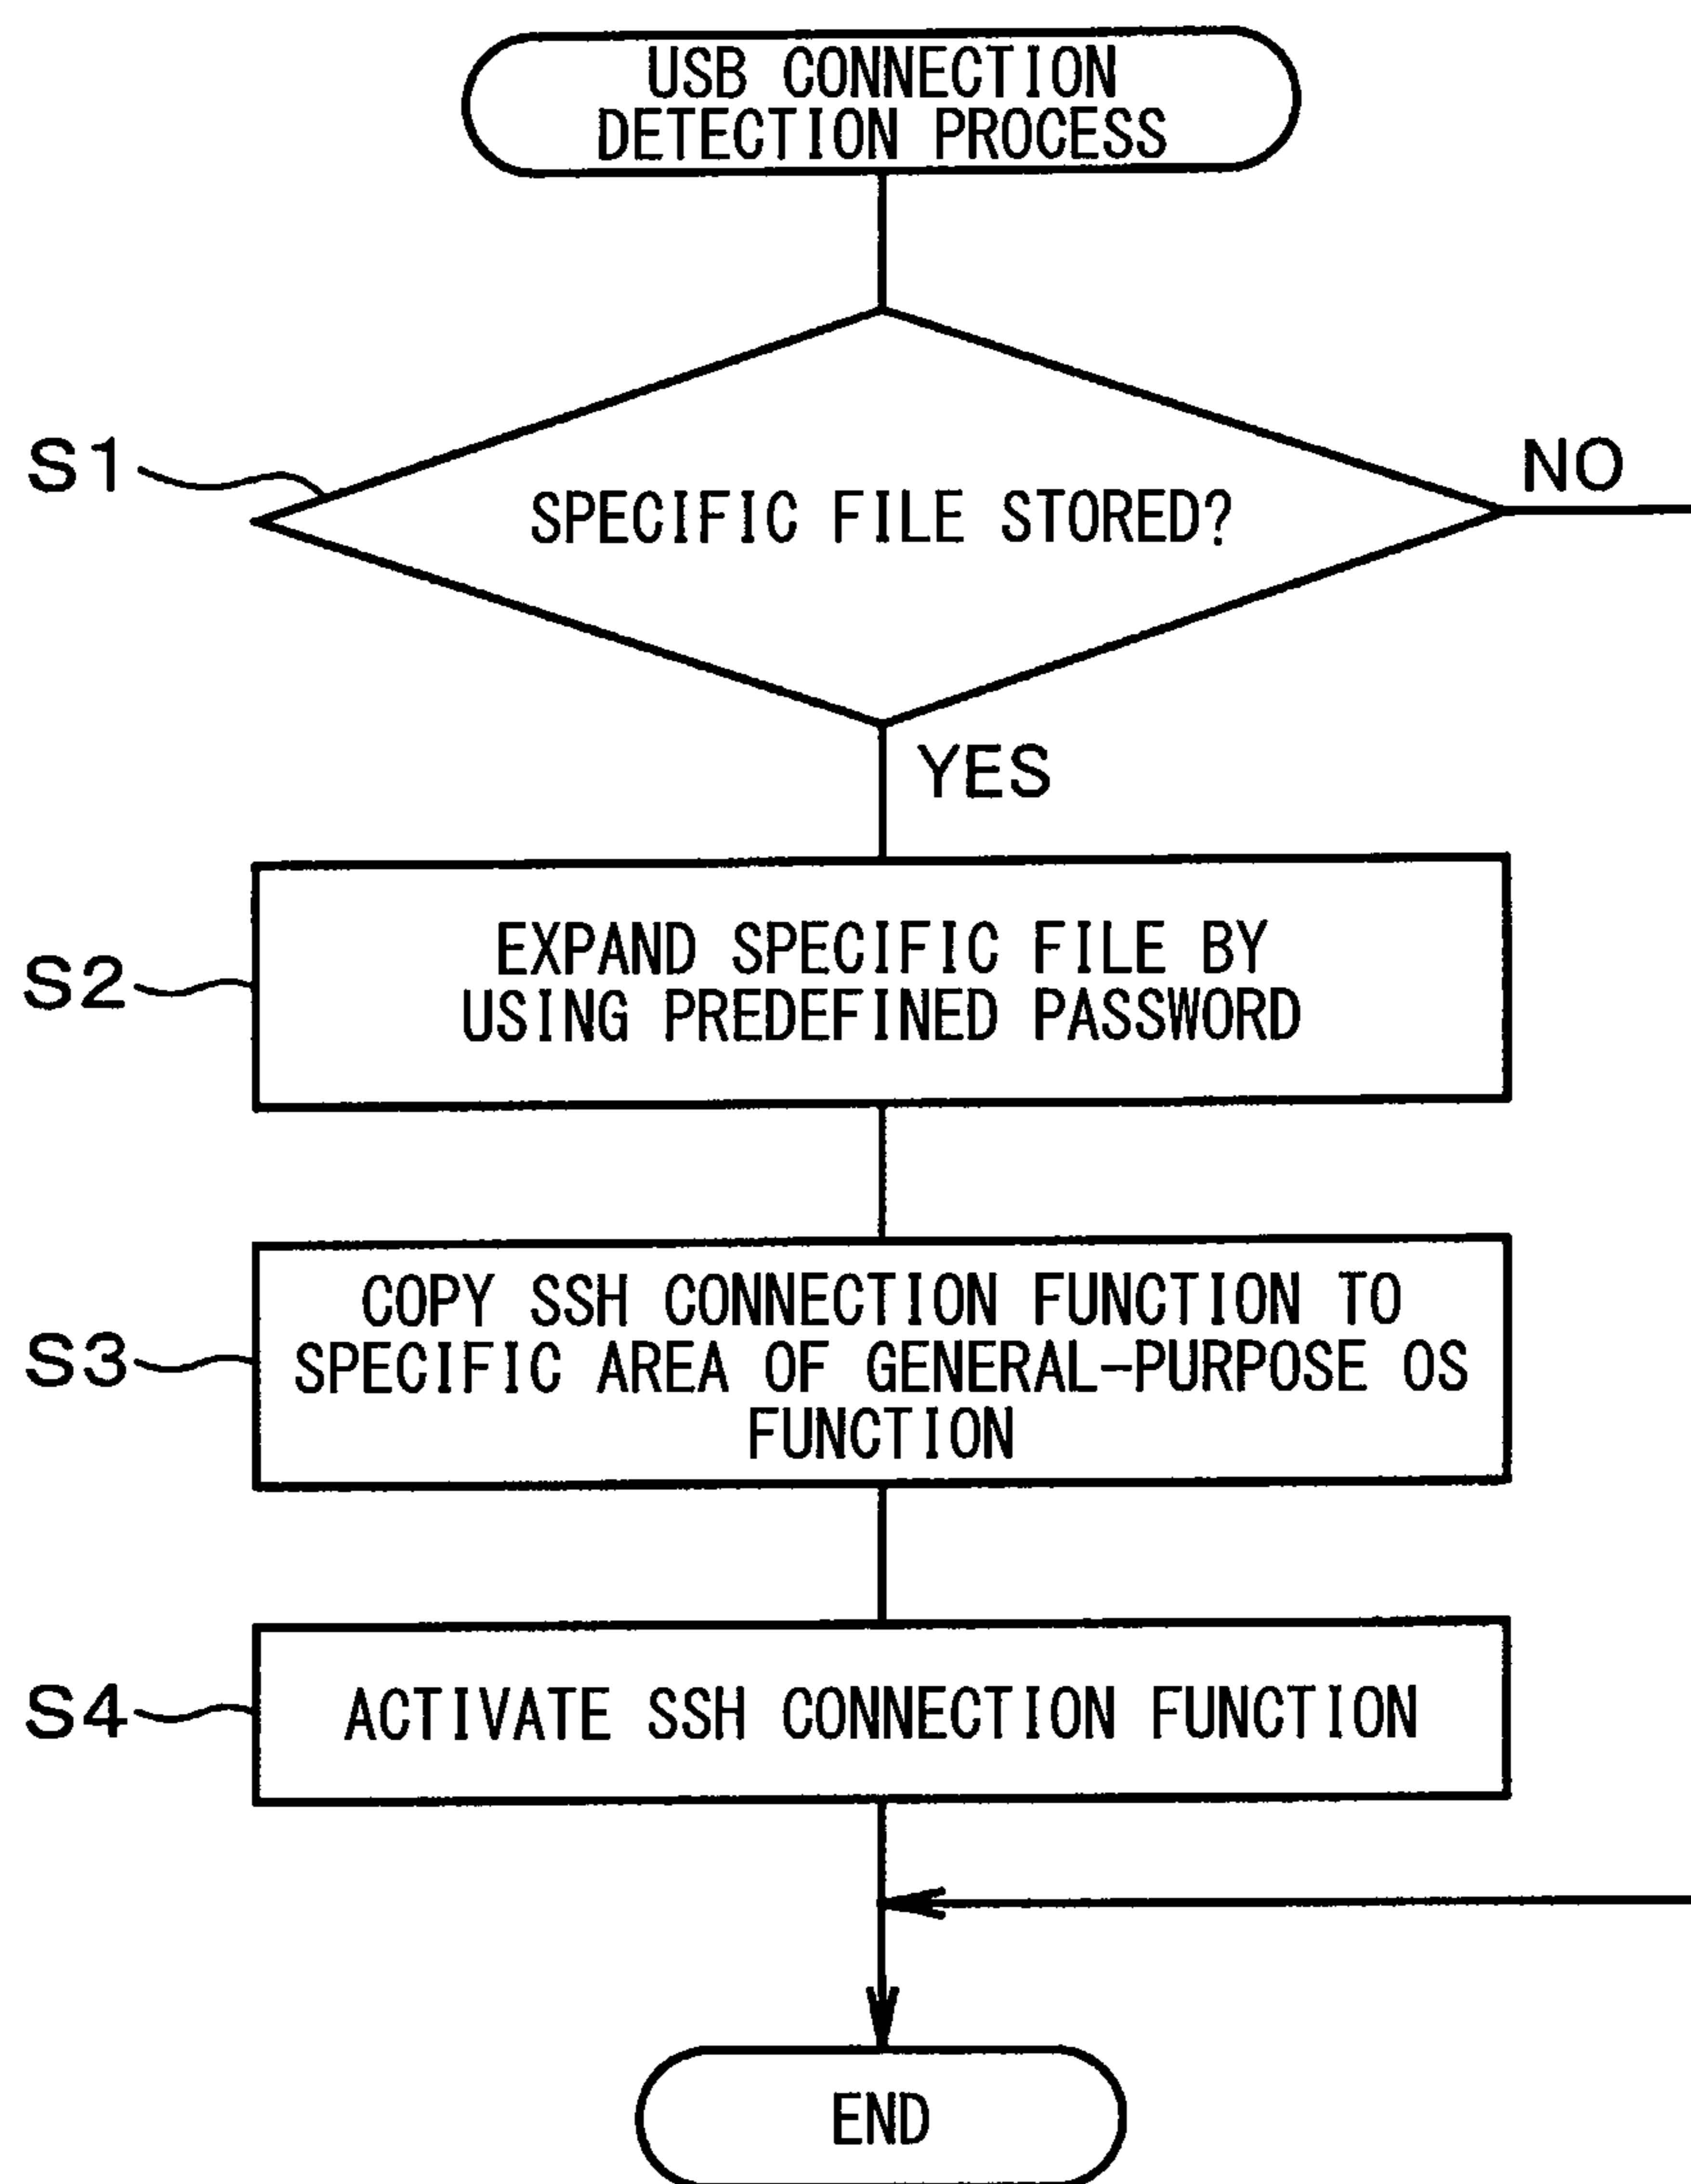 USB CONNECTION
DETECTION PROCESS
S1
SPECIFIC FILE STORED?
NO
YES
S2
EXPAND SPECIFIC FILE BY
USING PREDEFINED PASSWORD
S3
COPY SSH CONNECTION FUNCTION TO
SPECIFIC AREA OF GENERAL-PURPOSE OS
FUNCTION
S4
ACTIVATE SSH CONNECTION FUNCTION
END